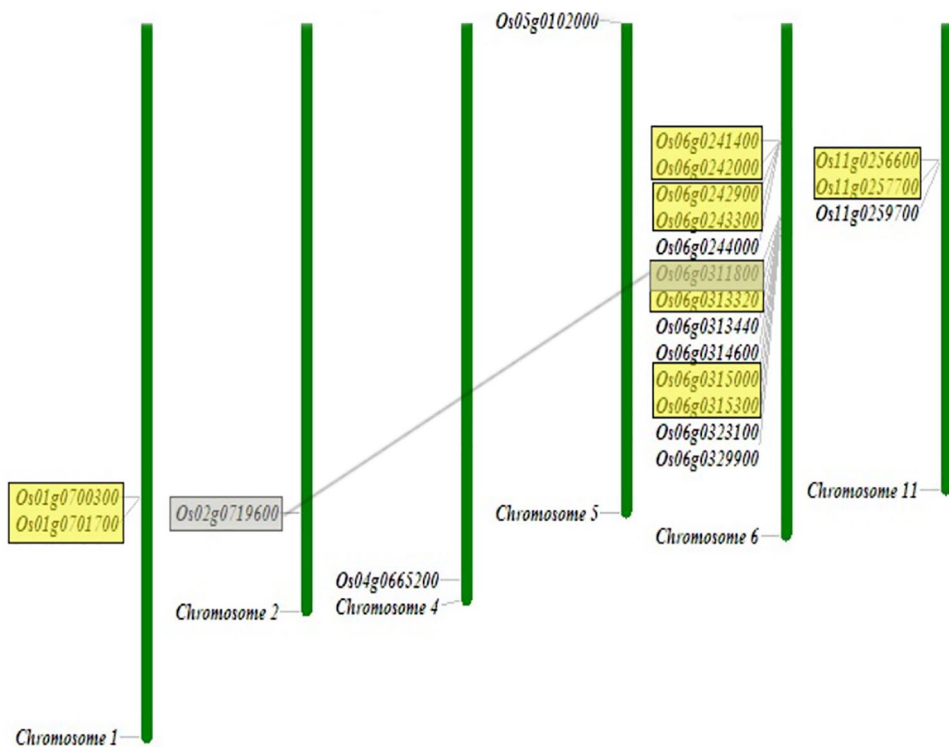 Os05g0102000
Os06g0241400
Os06g0242000
Os06g0242900
Os06g0243300
Os06g0244000
Os06g0311800
Os06g0313320
Os06g0313440
Os06g0314600
Os06g0315000
Os06g0315300
Os06g0323100
Os06g0329900
Os11g0256600
Os11g0257700
Os11g0259700
Os01g0700300
Os01g0701700
Os02g0719600
Os04g0665200
Chromosome 1
Chromosome 2
Chromosome 4
Chromosome 5
Chromosome 6
Chromosome 11